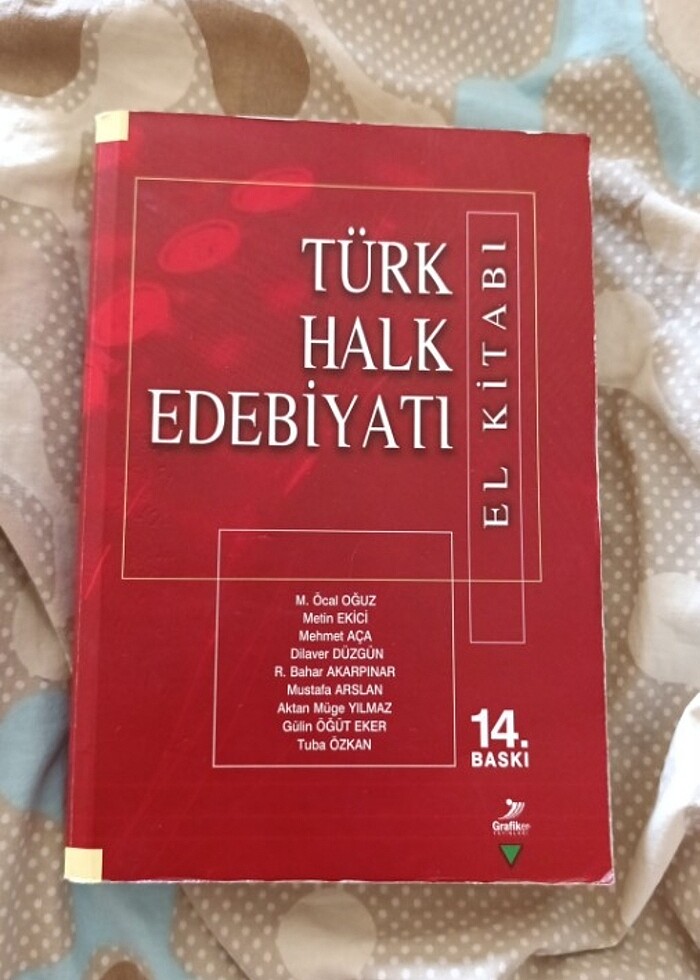 TÜRK
HALK
EDEBİYATI
EL KİTABI
M. Öcal OĞUZ
Metin EKİCİ
Mehmet AÇA
Dilaver DÜZGÜN
R. Bahar AKARPINAR
Mustafa ARSLAN
Aktan Müge YILMAZ
Gülin ÖĞÜT EKER
Tuba ÖZKAN
14.
BASKI
Grafiker
YAYINLARI